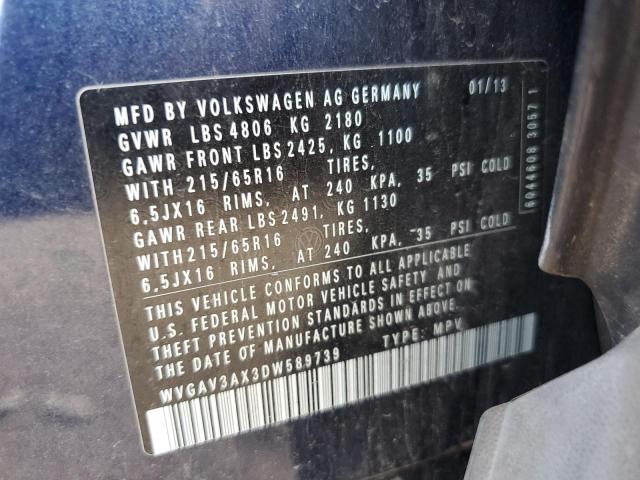 MFD BY VOLKSWAGEN AG GERMANY 01/13
GVWR LBS 4806 KG 2180
GAWR FRONT LBS 2425, KG 1100
WITH 215/65R16 TIRES,
6.5JX16 RIMS, AT 240 KPA, 35 PSI COLD
GAWR REAR LBS 2491, KG 1130
WITH 215/65R16 TIRES,
6.5JX16 RIMS, AT 240 KPA, 35 PSI COLD
THIS VEHICLE CONFORMS TO ALL APPLICABLE
U.S. FEDERAL MOTOR VEHICLE SAFETY AND
THEFT PREVENTION STANDARDS IN EFFECT ON
THE DATE OF MANUFACTURE SHOWN ABOVE.
TYPE: MPV
WVGAV3AX3DW589739
6044608 3057 1